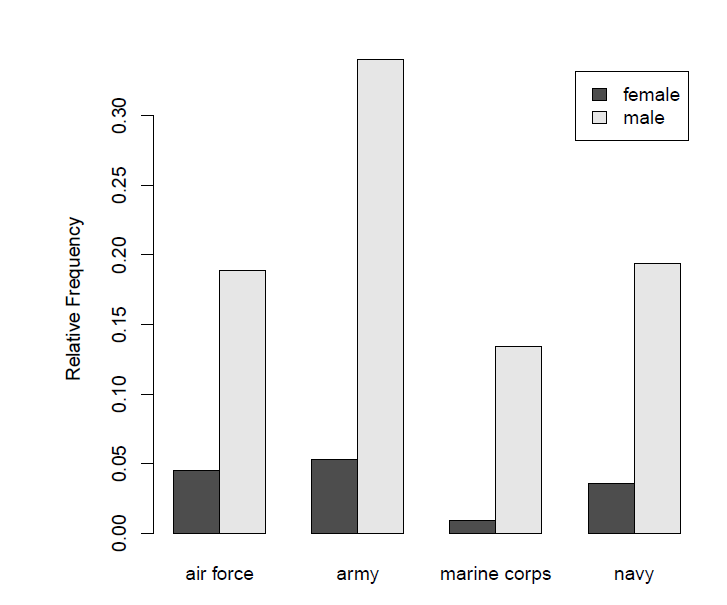 female
male
Relative Frequency
0.30
0.25
0.20
0.15
0.10
0.05
0.00
air force
army
marine corps
navy